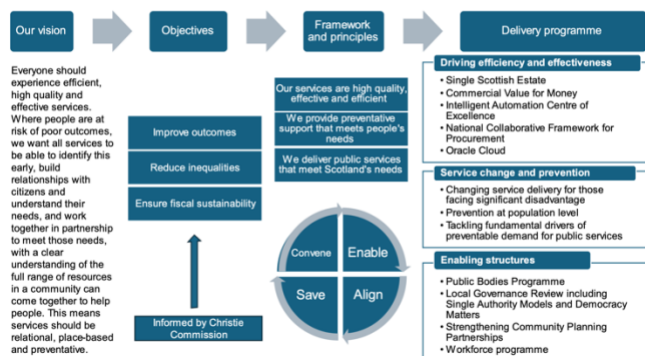 Our vision
Objectives
Framework
and principles
Delivery programme
Everyone should
experience efficient,
high quality and
effective services.
Where people are at
risk of poor outcomes,
we want all services to
be able to identify this
early, build
relationships with
citizens and
understand their
needs, and work
together in partnership
to meet those needs,
with a clear
understanding of the
full range of resources
in a community can
come together to help
people. This means
services should be
relational, place-based
and preventative.
Improve outcomes
Reduce inequalities
Ensure fiscal sustainability
Informed by Christie
Commission
Our services are high quality,
effective and efficient
We provide preventative
support that meets people's
needs
We deliver public services
that meet Scotland's needs
Convene
Enable
Save
Align
Driving efficiency and effectiveness
• Single Scottish Estate
• Commercial Value for Money
• Intelligent Automation Centre of
Excellence
• National Collaborative Framework for
Procurement
• Oracle Cloud
Service change and prevention
• Changing service delivery for those
facing significant disadvantage
• Prevention at population level
• Tackling fundamental drivers of
preventable demand for public services
Enabling structures
• Public Bodies Programme
• Local Governance Review including
Single Authority Models and Democracy
Matters
• Strengthening Community Planning
Partnerships
• Workforce programme